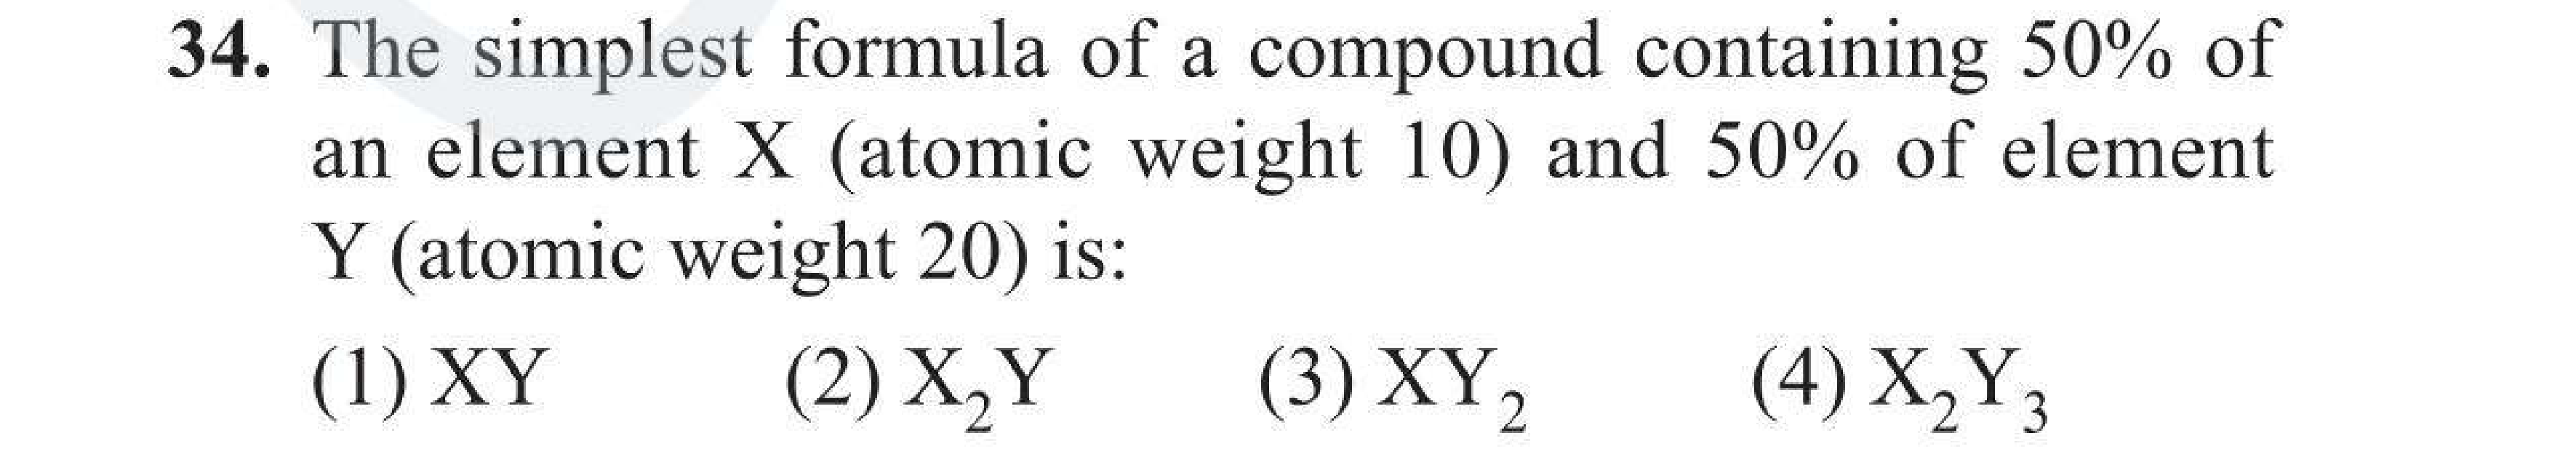 34. The simplest formula of a compound containing 50% of
an element X (atomic weight 10) and 50% of element
Y (atomic weight 20) is:
(1) XY (2) X₂Y (3) XY₂ (4) X₂Y₃